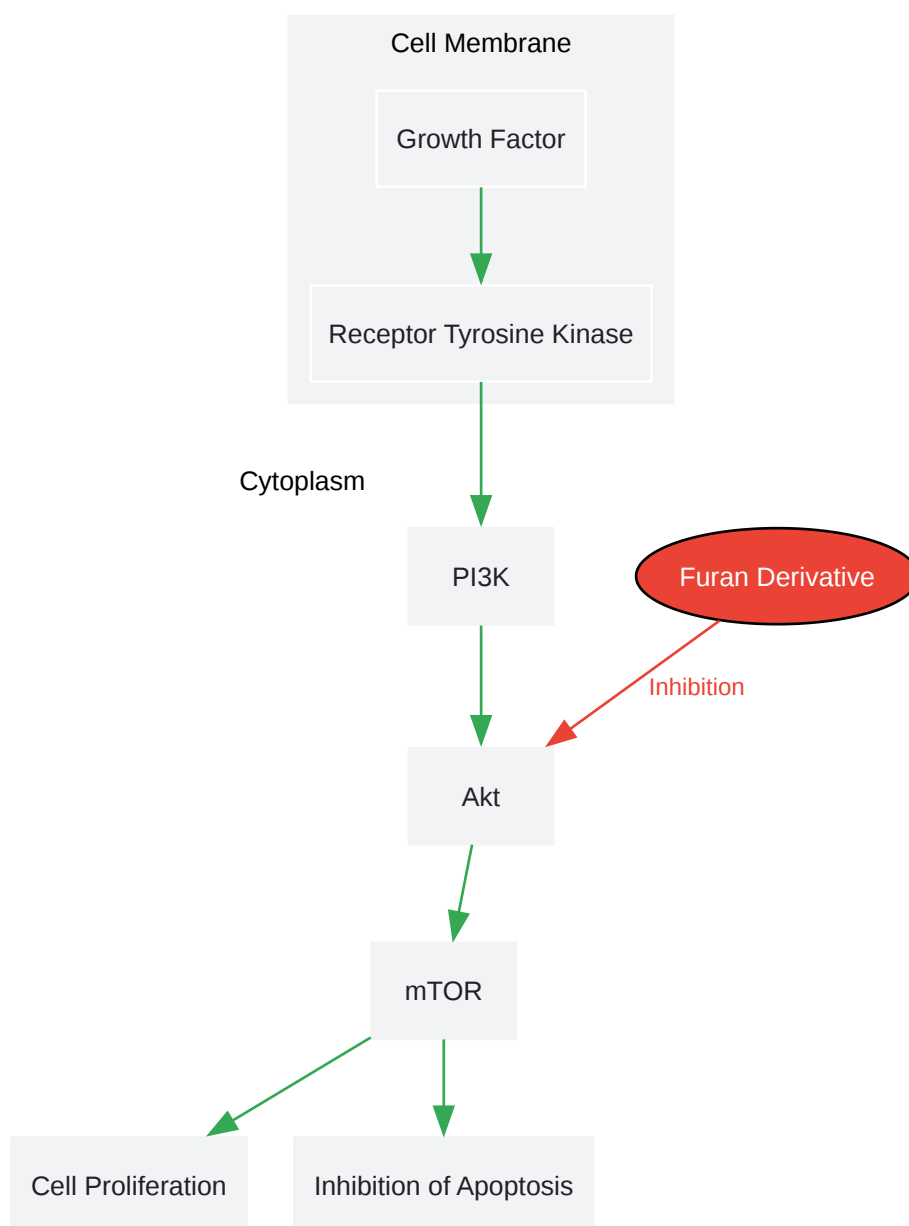 Cell Membrane
Growth Factor
Receptor Tyrosine Kinase
Cytoplasm
PI3K
Furan Derivative
Inhibition
Akt
mTOR
Cell Proliferation
Inhibition of Apoptosis